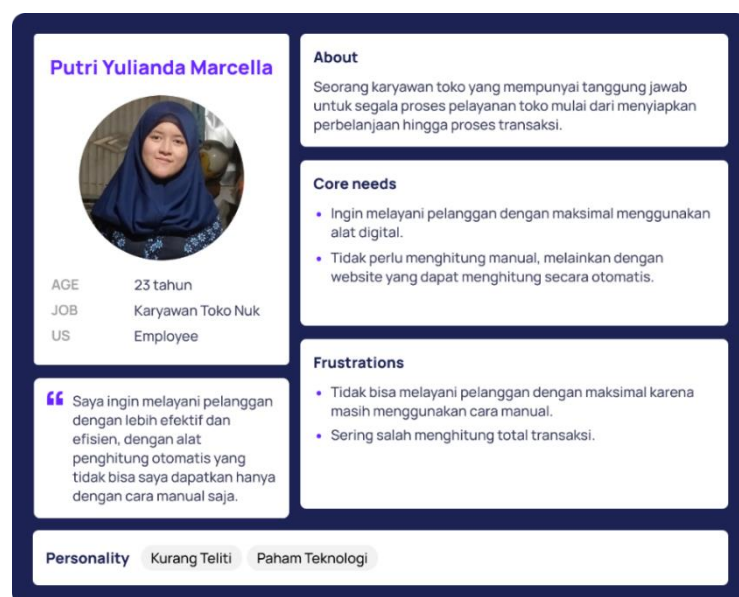 Putri Yulianda Marcella
AGE 23 tahun
JOB Karyawan Toko Nuk
US Employee
Saya ingin melayani pelanggan
dengan lebih efektif dan
efisien, dengan alat
penghitung otomatis yang
tidak bisa saya dapatkan hanya
dengan cara manual saja.
About
Seorang karyawan toko yang mempunyai tanggung jawab
untuk segala proses pelayanan toko mulai dari menyiapkan
perbelanjaan hingga proses transaksi.
Core needs
• Ingin melayani pelanggan dengan maksimal menggunakan
alat digital.
• Tidak perlu menghitung manual, melainkan dengan
website yang dapat menghitung secara otomatis.
Frustrations
• Tidak bisa melayani pelanggan dengan maksimal karena
masih menggunakan cara manual.
• Sering salah menghitung total transaksi.
Personality Kurang Teliti Paham Teknologi